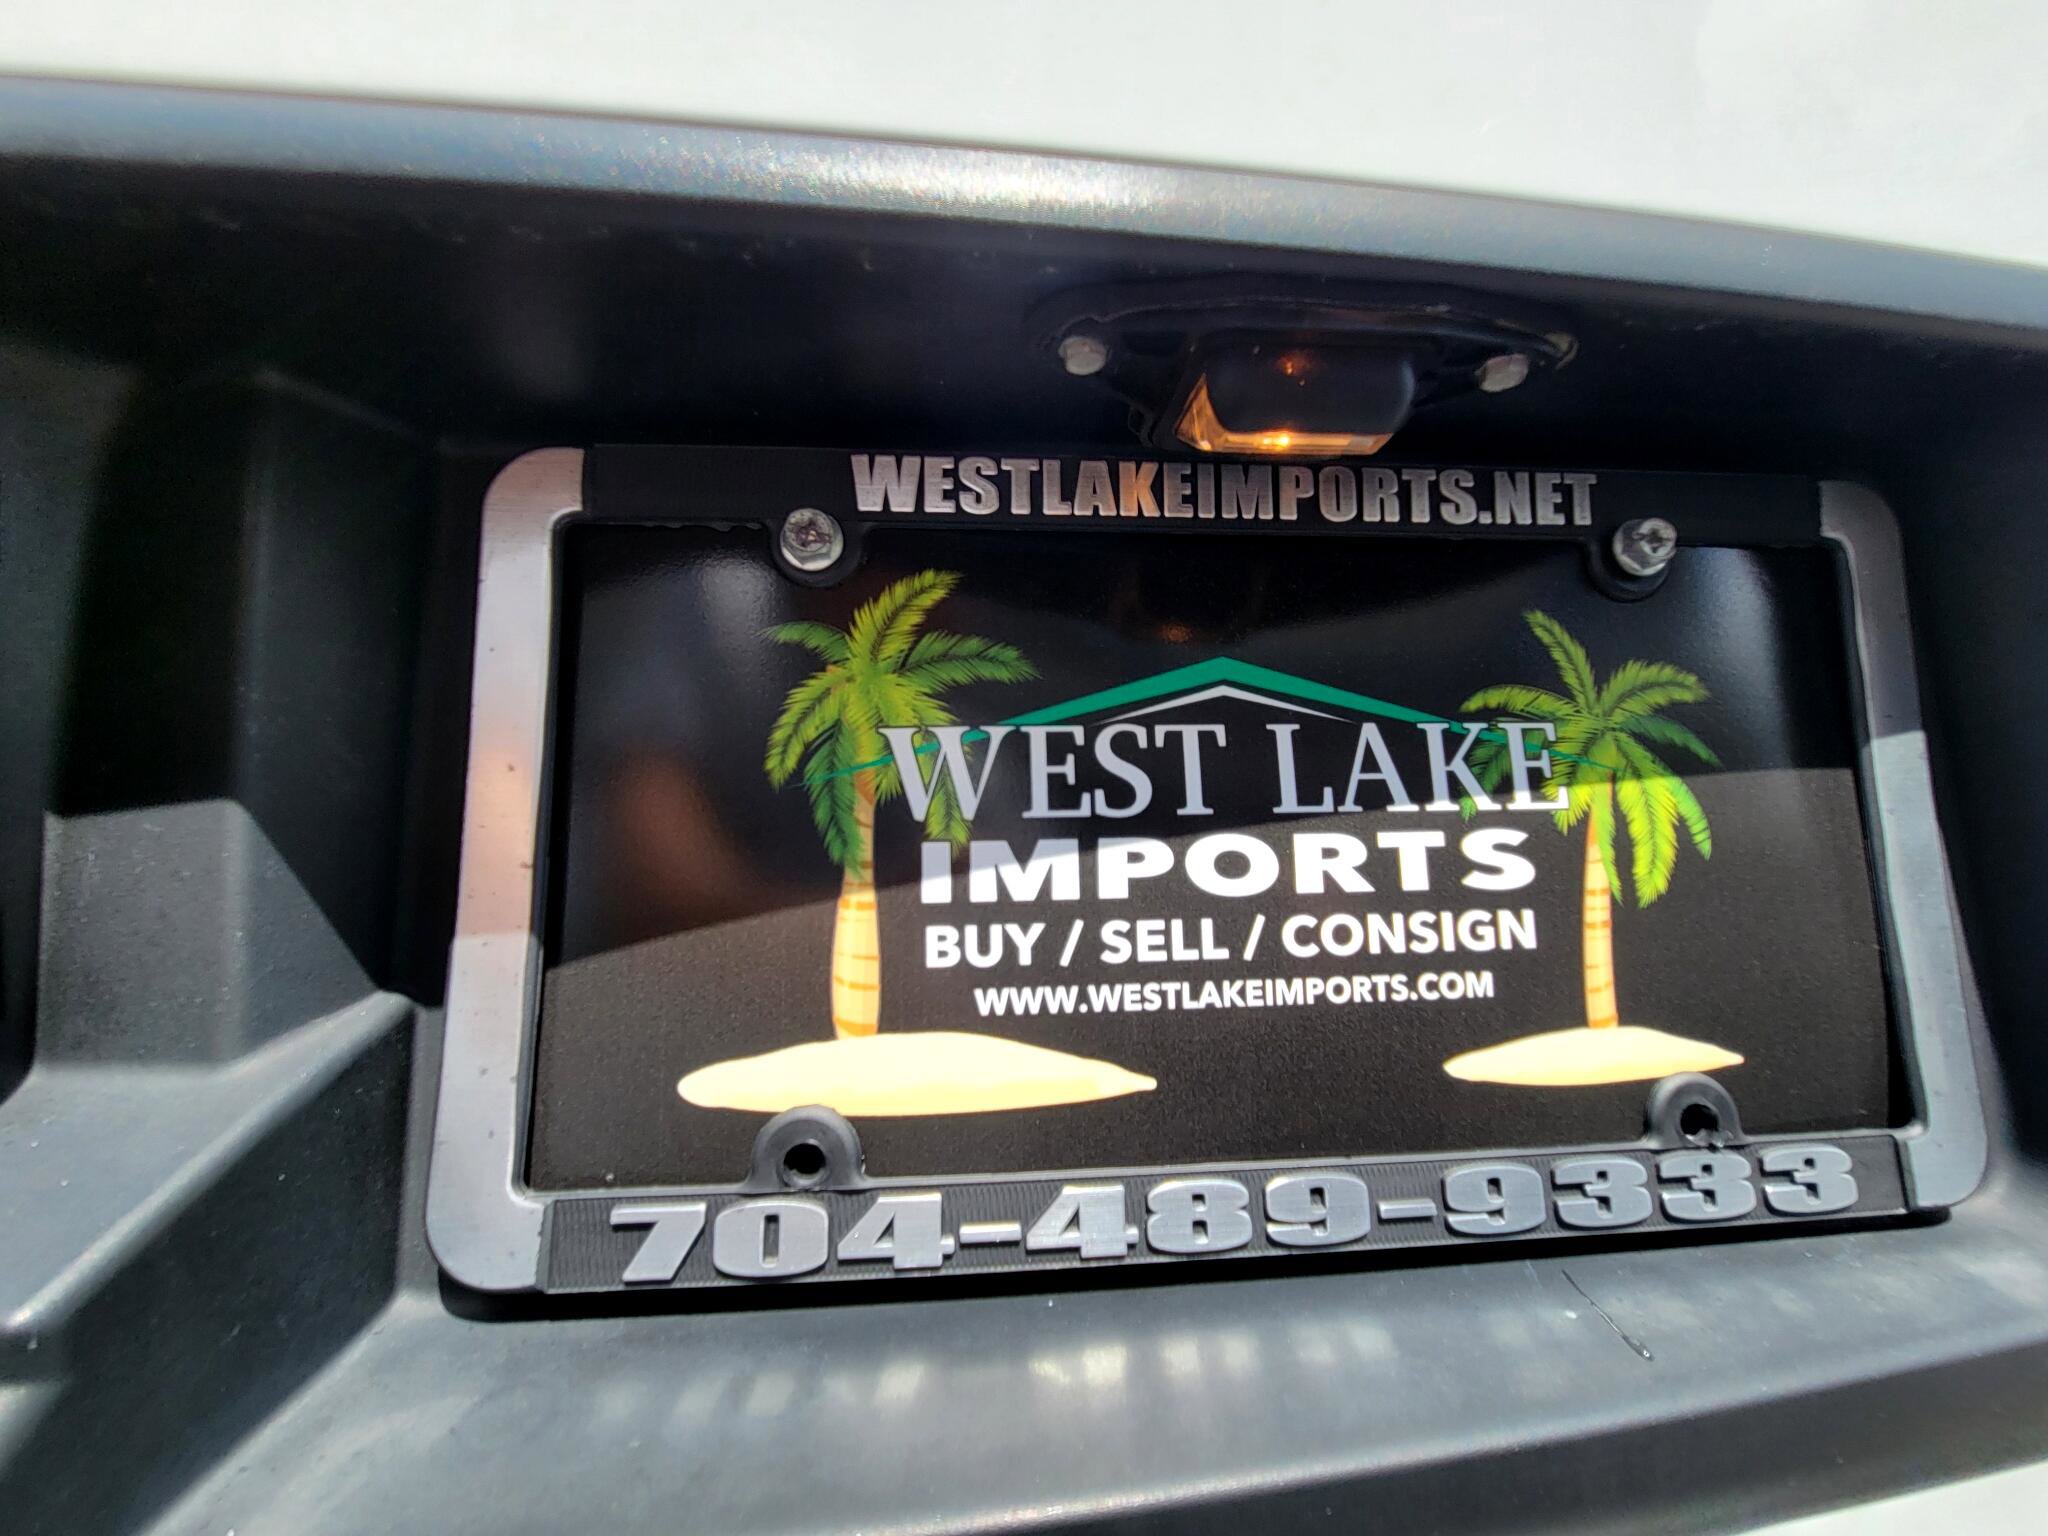 WESTLAKEIMPORTS.NET
WEST LAKE
IMPORTS
BUY / SELL / CONSIGN
WWW.WESTLAKEIMPORTS.COM
704-489-9333